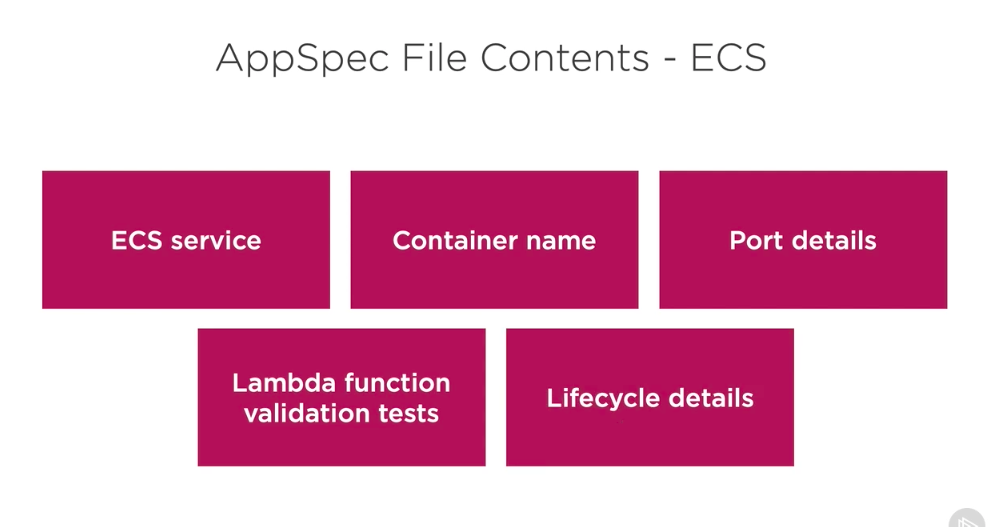 AppSpec File Contents - ECS
ECS service
Container name
Port details
Lambda function
validation tests
Lifecycle details